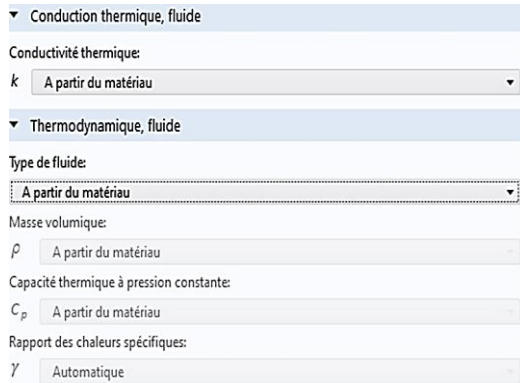 Conduction thermique, fluide
Conductivité thermique:
k A partir du matériau
Thermodynamique, fluide
Type de fluide:
A partir du matériau
Masse volumique:
ρ A partir du matériau
Capacité thermique à pression constante:
Cp A partir du matériau
Rapport des chaleurs spécifiques:
γ Automatique